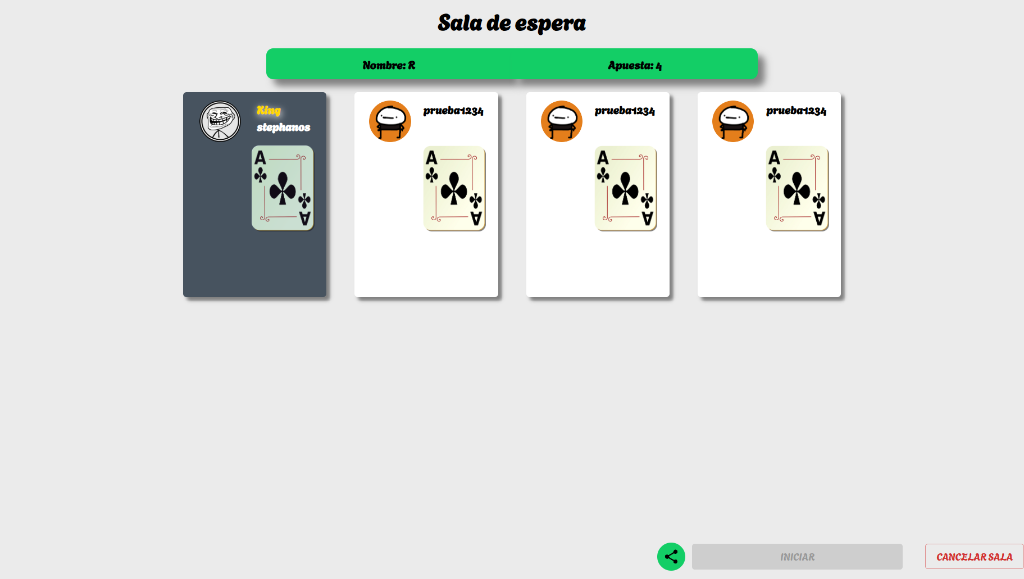 Sala de espera
Nombre: R
Apuesta: 4
King
stephanos
prueba1234
prueba1234
prueba1234
A
A
A
A
A
A
A
A
INICIAR
CANCELAR SALA